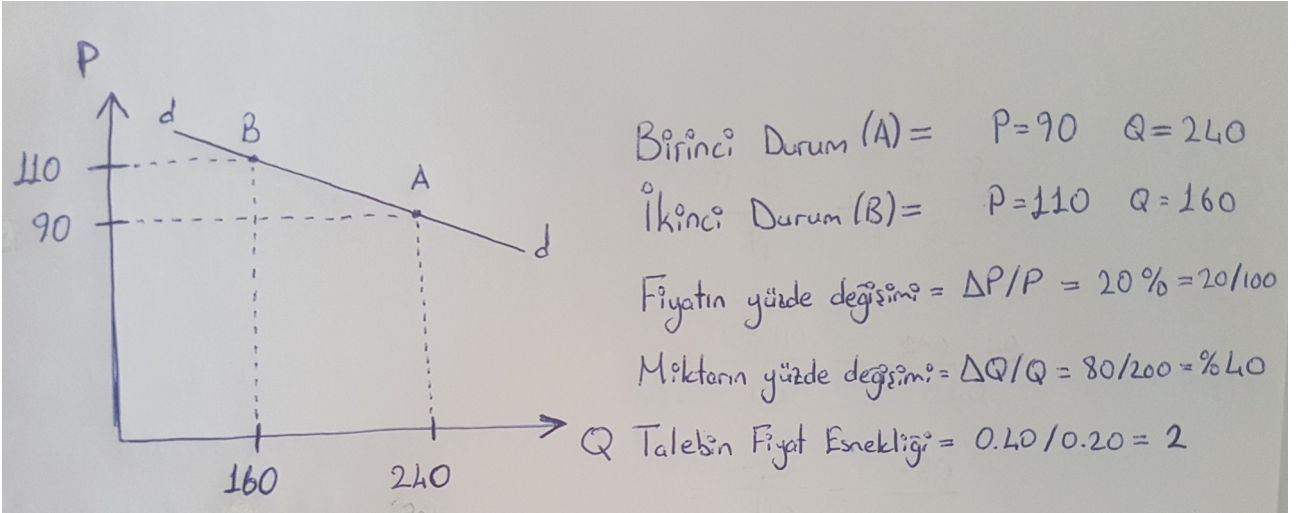 P
d
B
A
110
90
d
160
240
Q
Birinci Durum (A) = P=90 Q=240
İkinci Durum (B) = P=110 Q=160
Fiyatın yüzde değişimi = ΔP/P = 20% = 20/100
Miktarın yüzde değişimi = ΔQ/Q = 80/200 = %40
Talebin Fiyat Esnekliği = 0.40/0.20 = 2